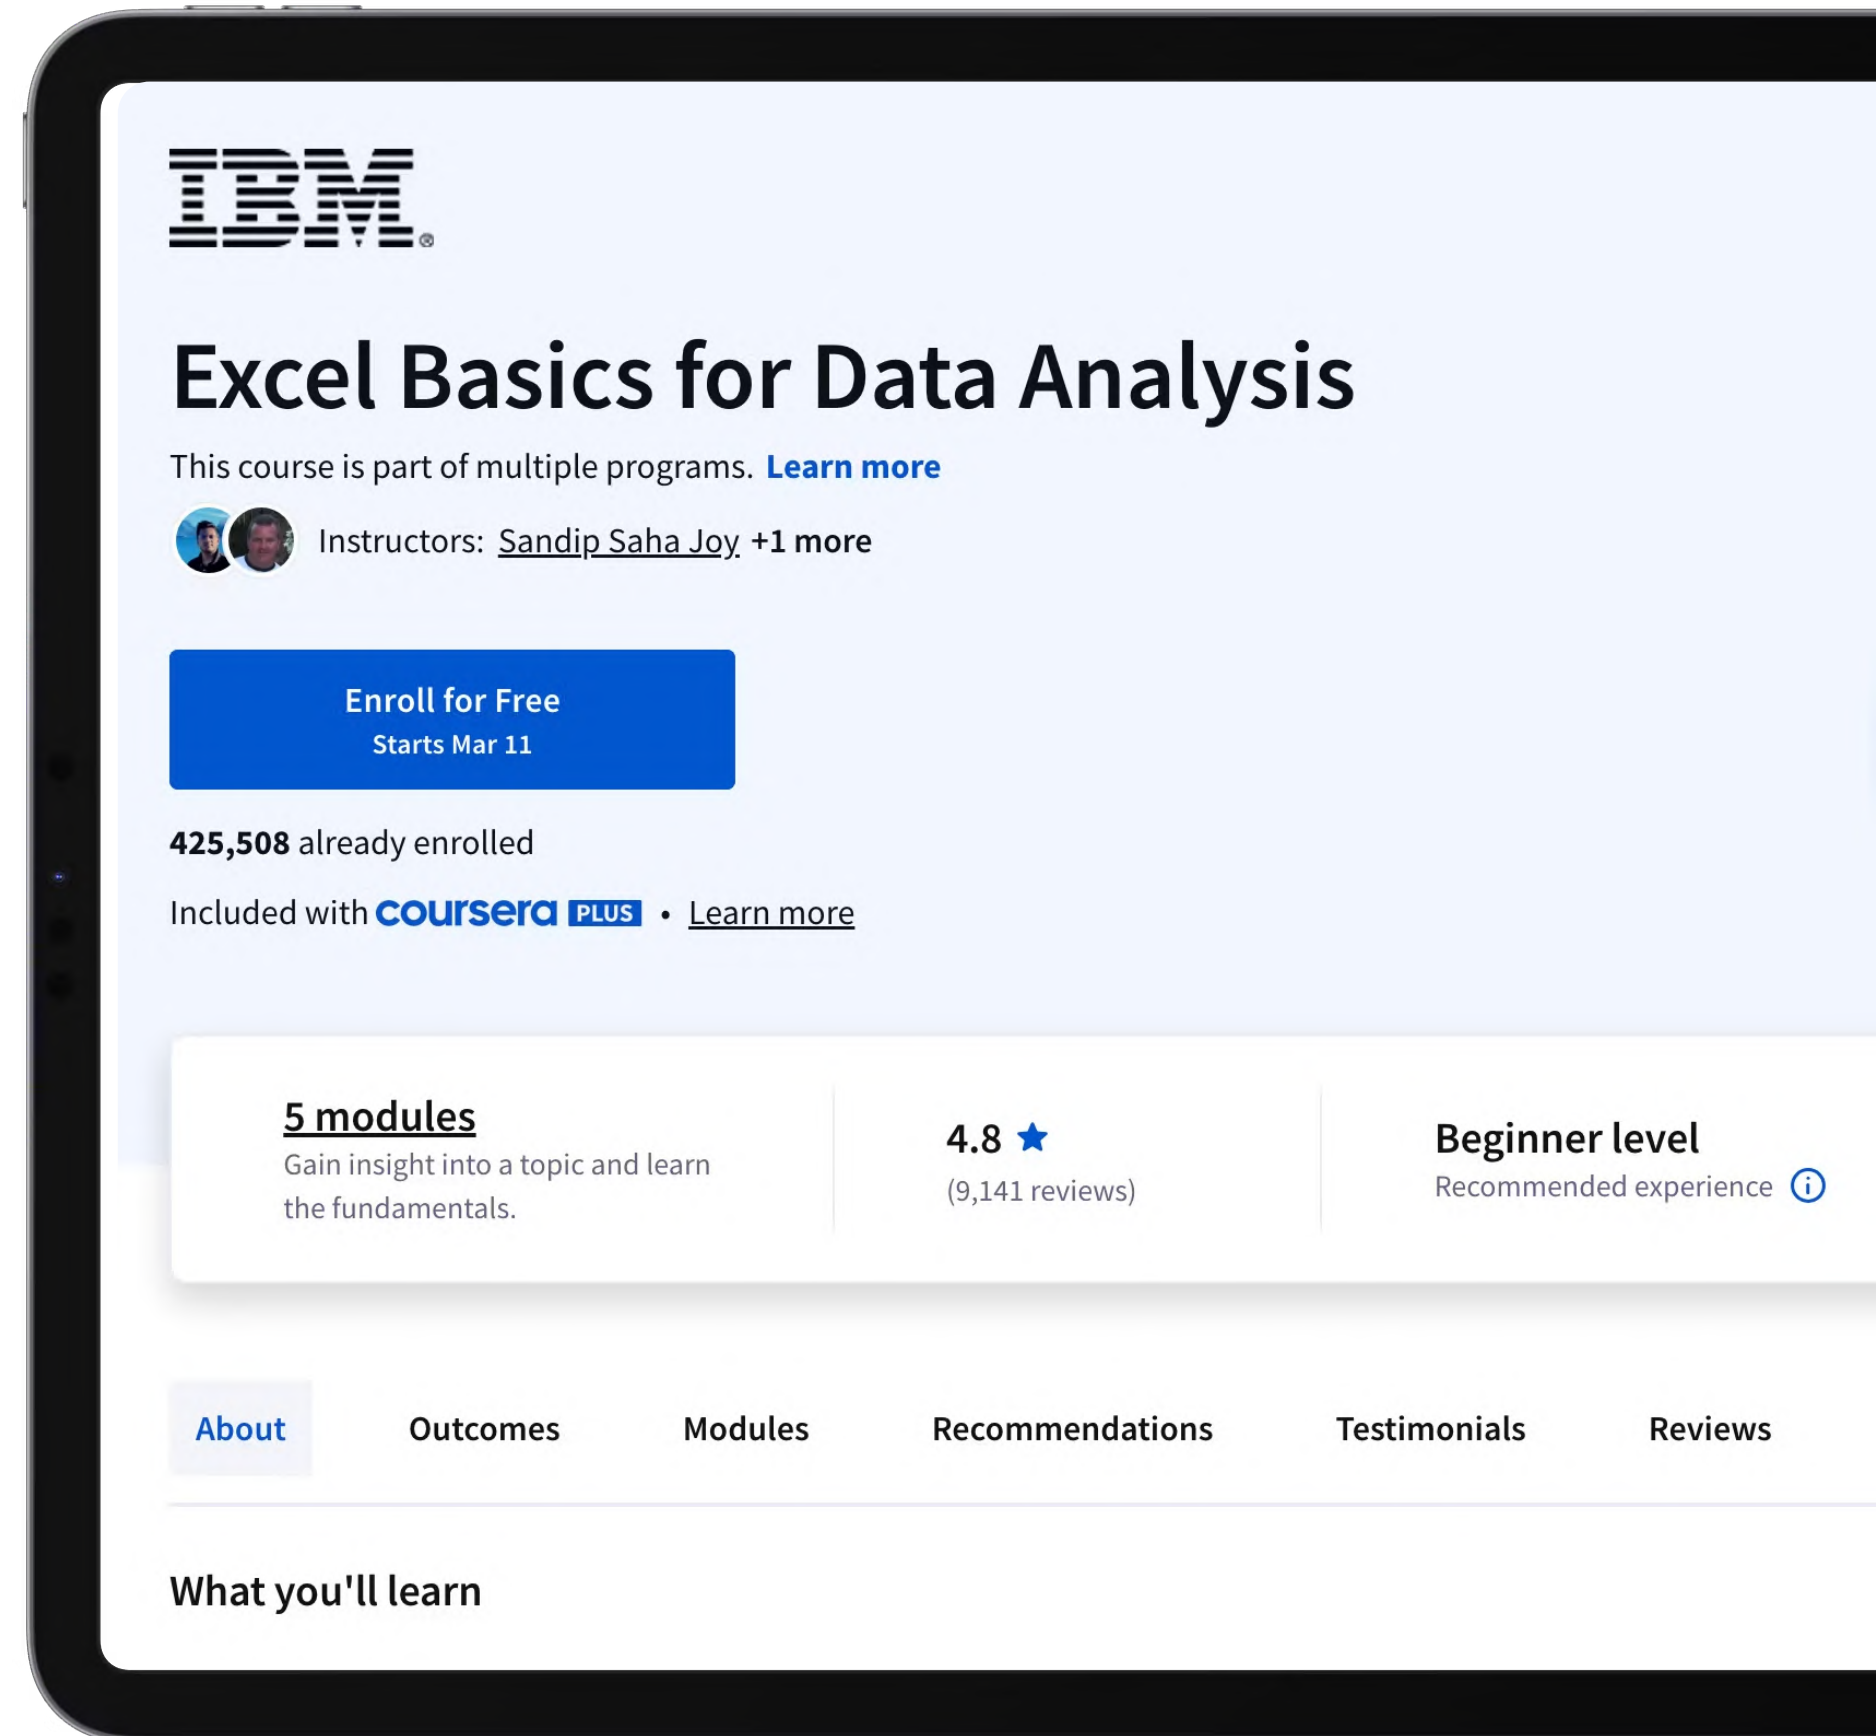 IBM®
Excel Basics for Data Analysis
This course is part of multiple programs. Learn more
Instructors: Sandip Saha Joy +1 more
Enroll for Free
Starts Mar 11
425,508 already enrolled
Included with coursera PLUS • Learn more
5 modules
Gain insight into a topic and learn
the fundamentals.
4.8 ★
(9,141 reviews)
Beginner level
Recommended experience
About Outcomes Modules Recommendations Testimonials Reviews
What you'll learn